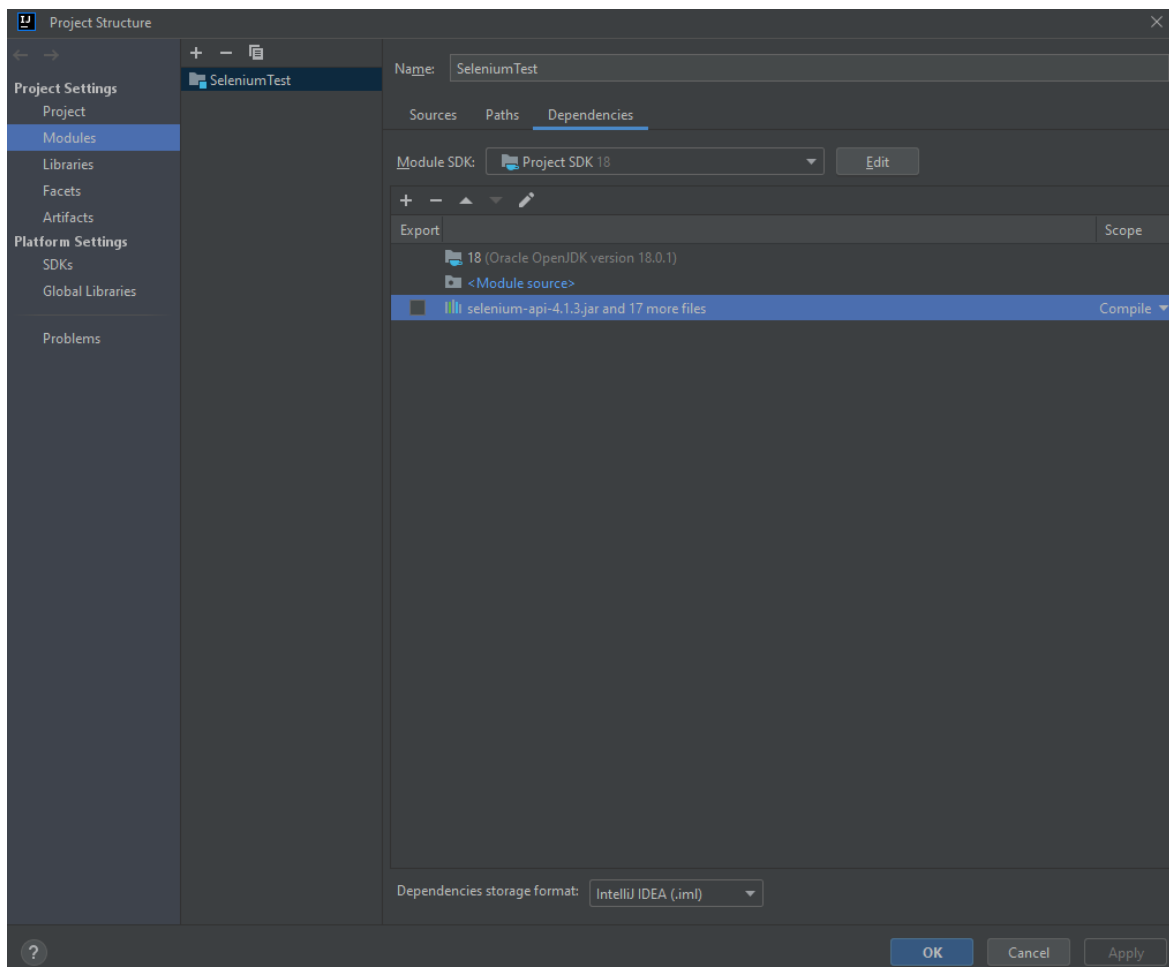 Project Structure
Project Settings
Project
Modules
Libraries
Facets
Artifacts
Platform Settings
SDKs
Global Libraries
Problems
SeleniumTest
Name: SeleniumTest
Sources Paths Dependencies
Module SDK: Project SDK 18 Edit
Export Scope
18 (Oracle OpenJDK version 18.0.1)
<Module source>
selenium-api-4.1.3.jar and 17 more files Compile
Dependencies storage format: IntelliJ IDEA (.iml)
? OK Cancel Apply